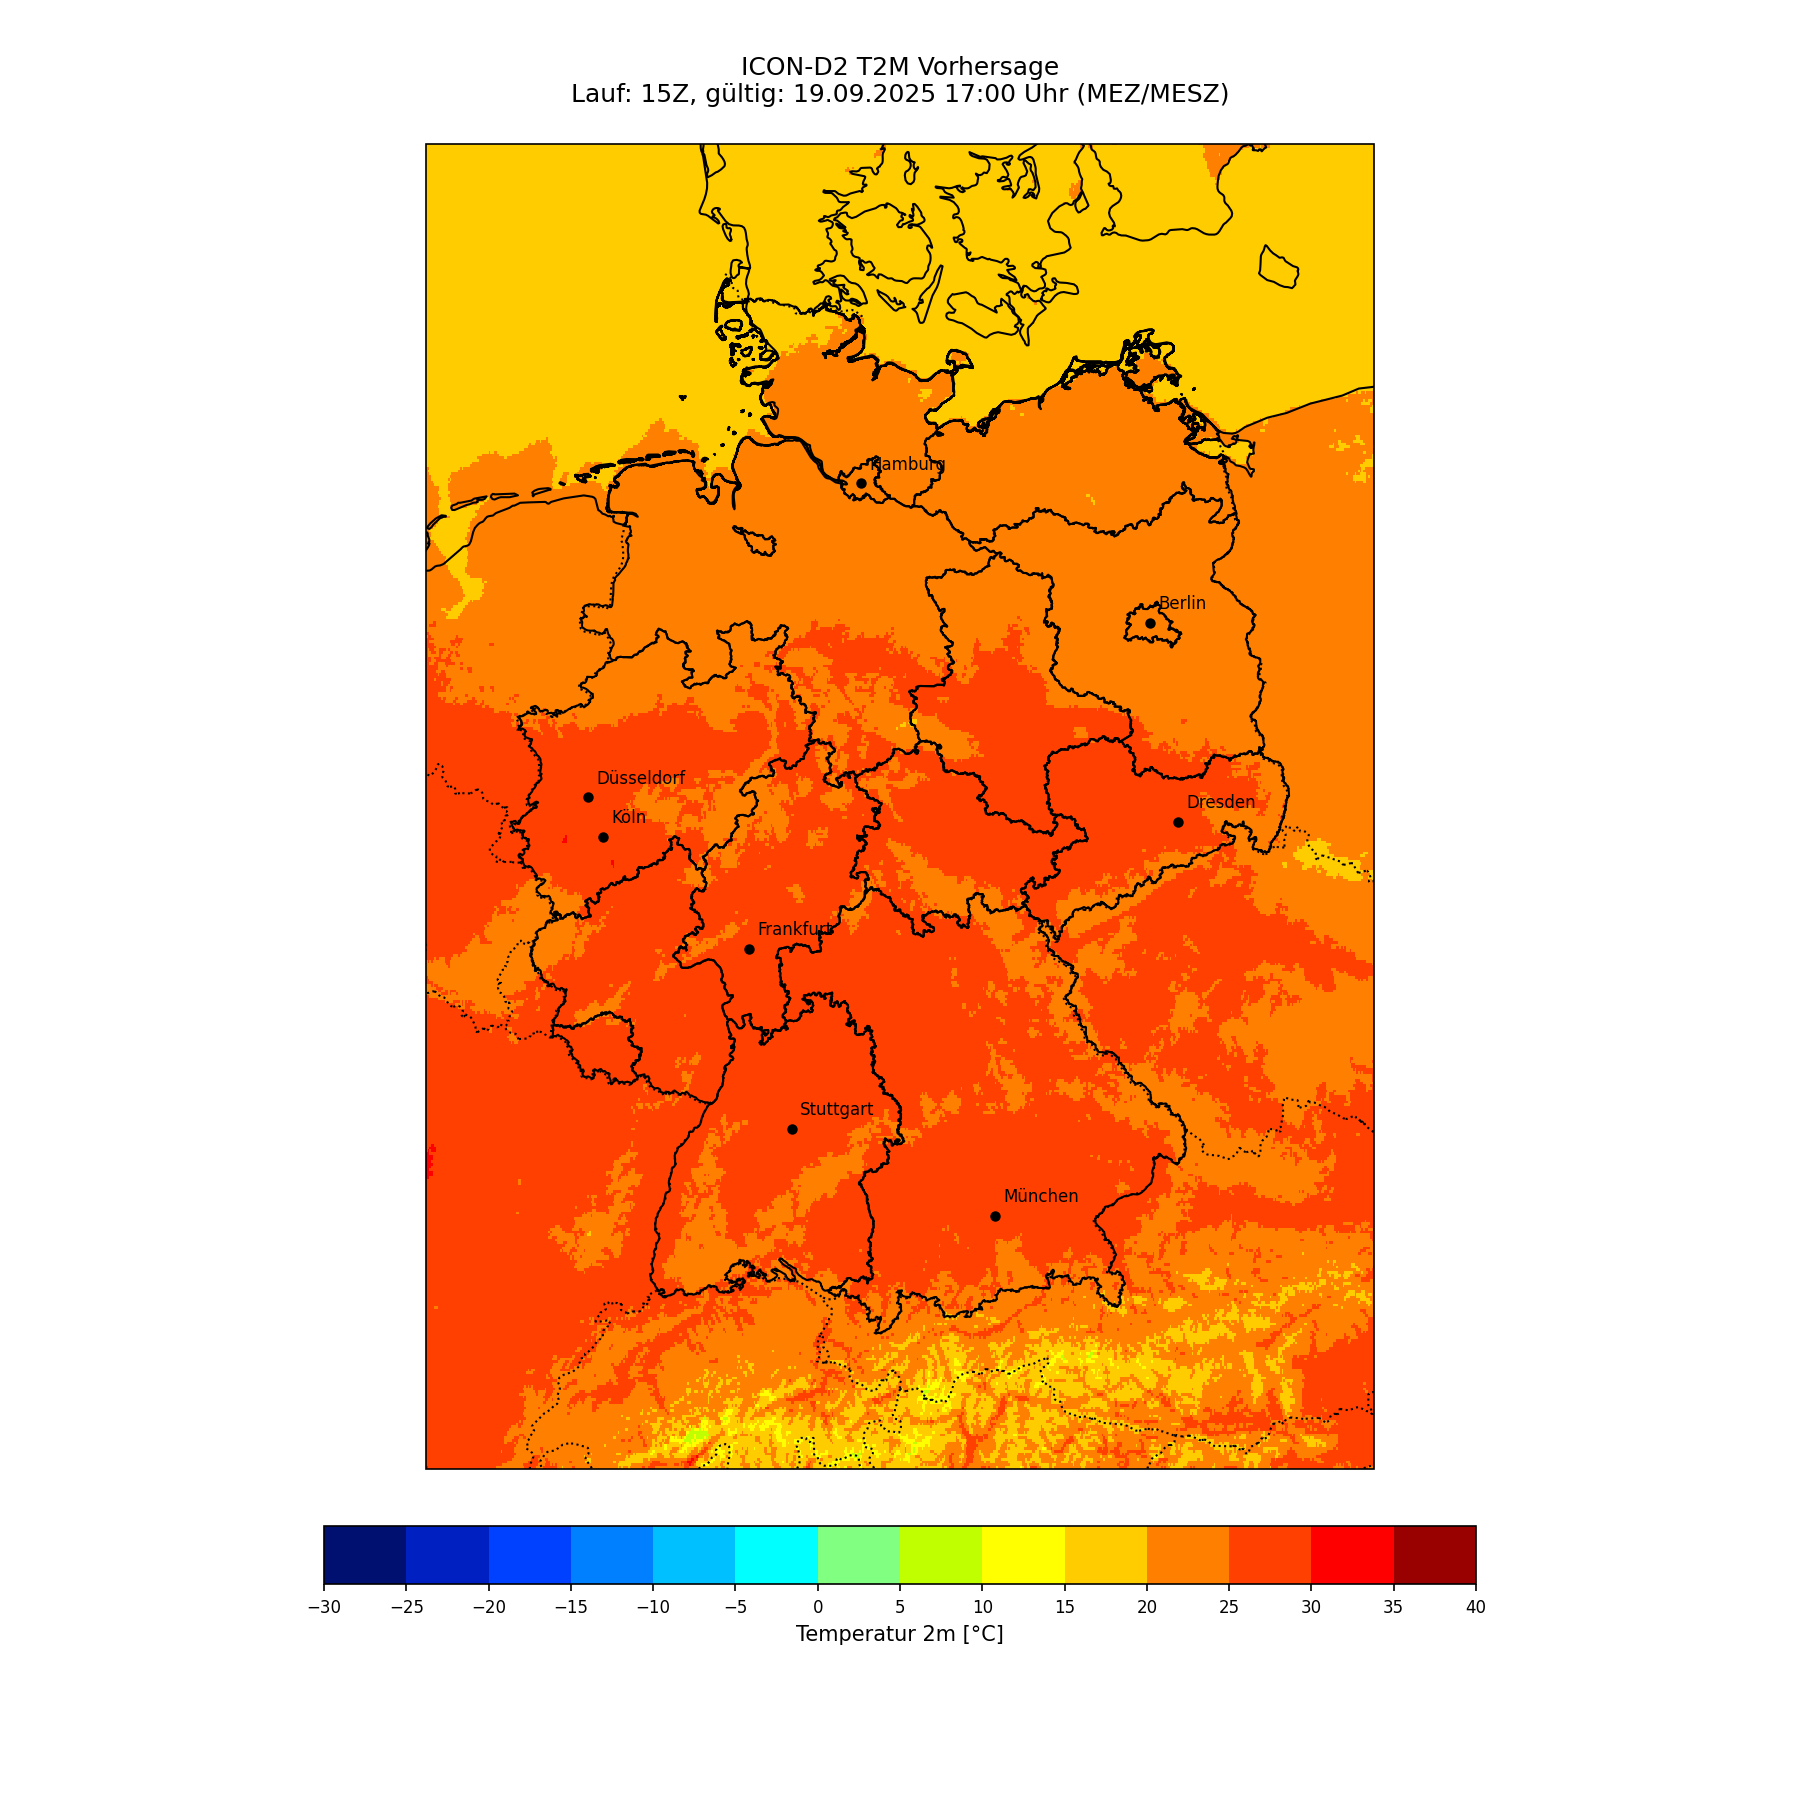 ICON-D2 T2M Vorhersage
Lauf: 15Z, gültig: 19.09.2025 17:00 Uhr (MEZ/MESZ)
Hamburg
Berlin
Düsseldorf
Köln
Dresden
Frankfurt
Stuttgart
München
−30 −25 −20 −15 −10 −5 0 5 10 15 20 25 30 35 40
Temperatur 2m [°C]